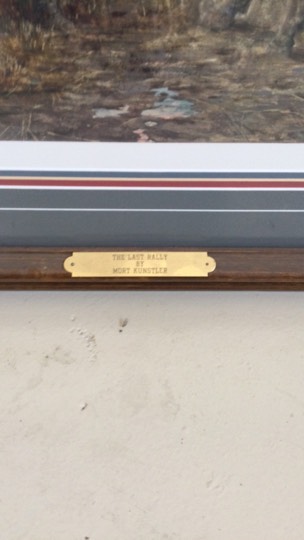 THE LAST RALLY
BY
MORT KUNSTLER